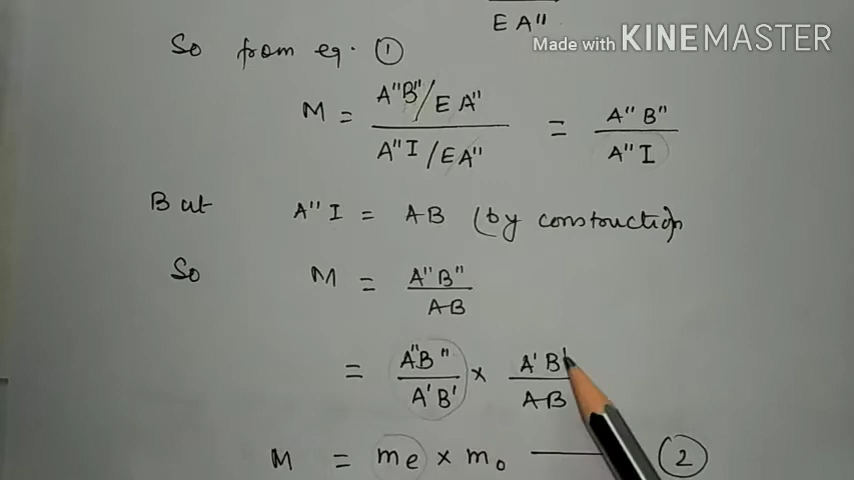 E A"
So from eq. ①
Made with KINEMASTER
M = A"B"/EA" / A"I/EA" = A"B" / A"I
But A"I = AB (by construction)
So M = A"B" / AB
= A"B" / A'B' × A'B' / AB
M = me × mo ②